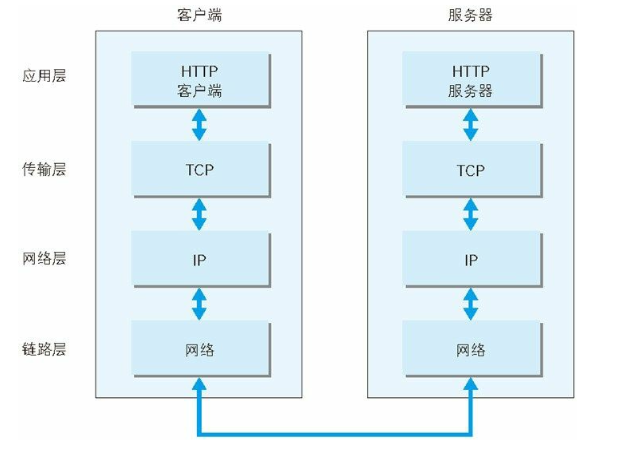 客户端 服务器
应用层 HTTP HTTP
客户端 服务器
传输层 TCP TCP
网络层 IP IP
链路层 网络 网络